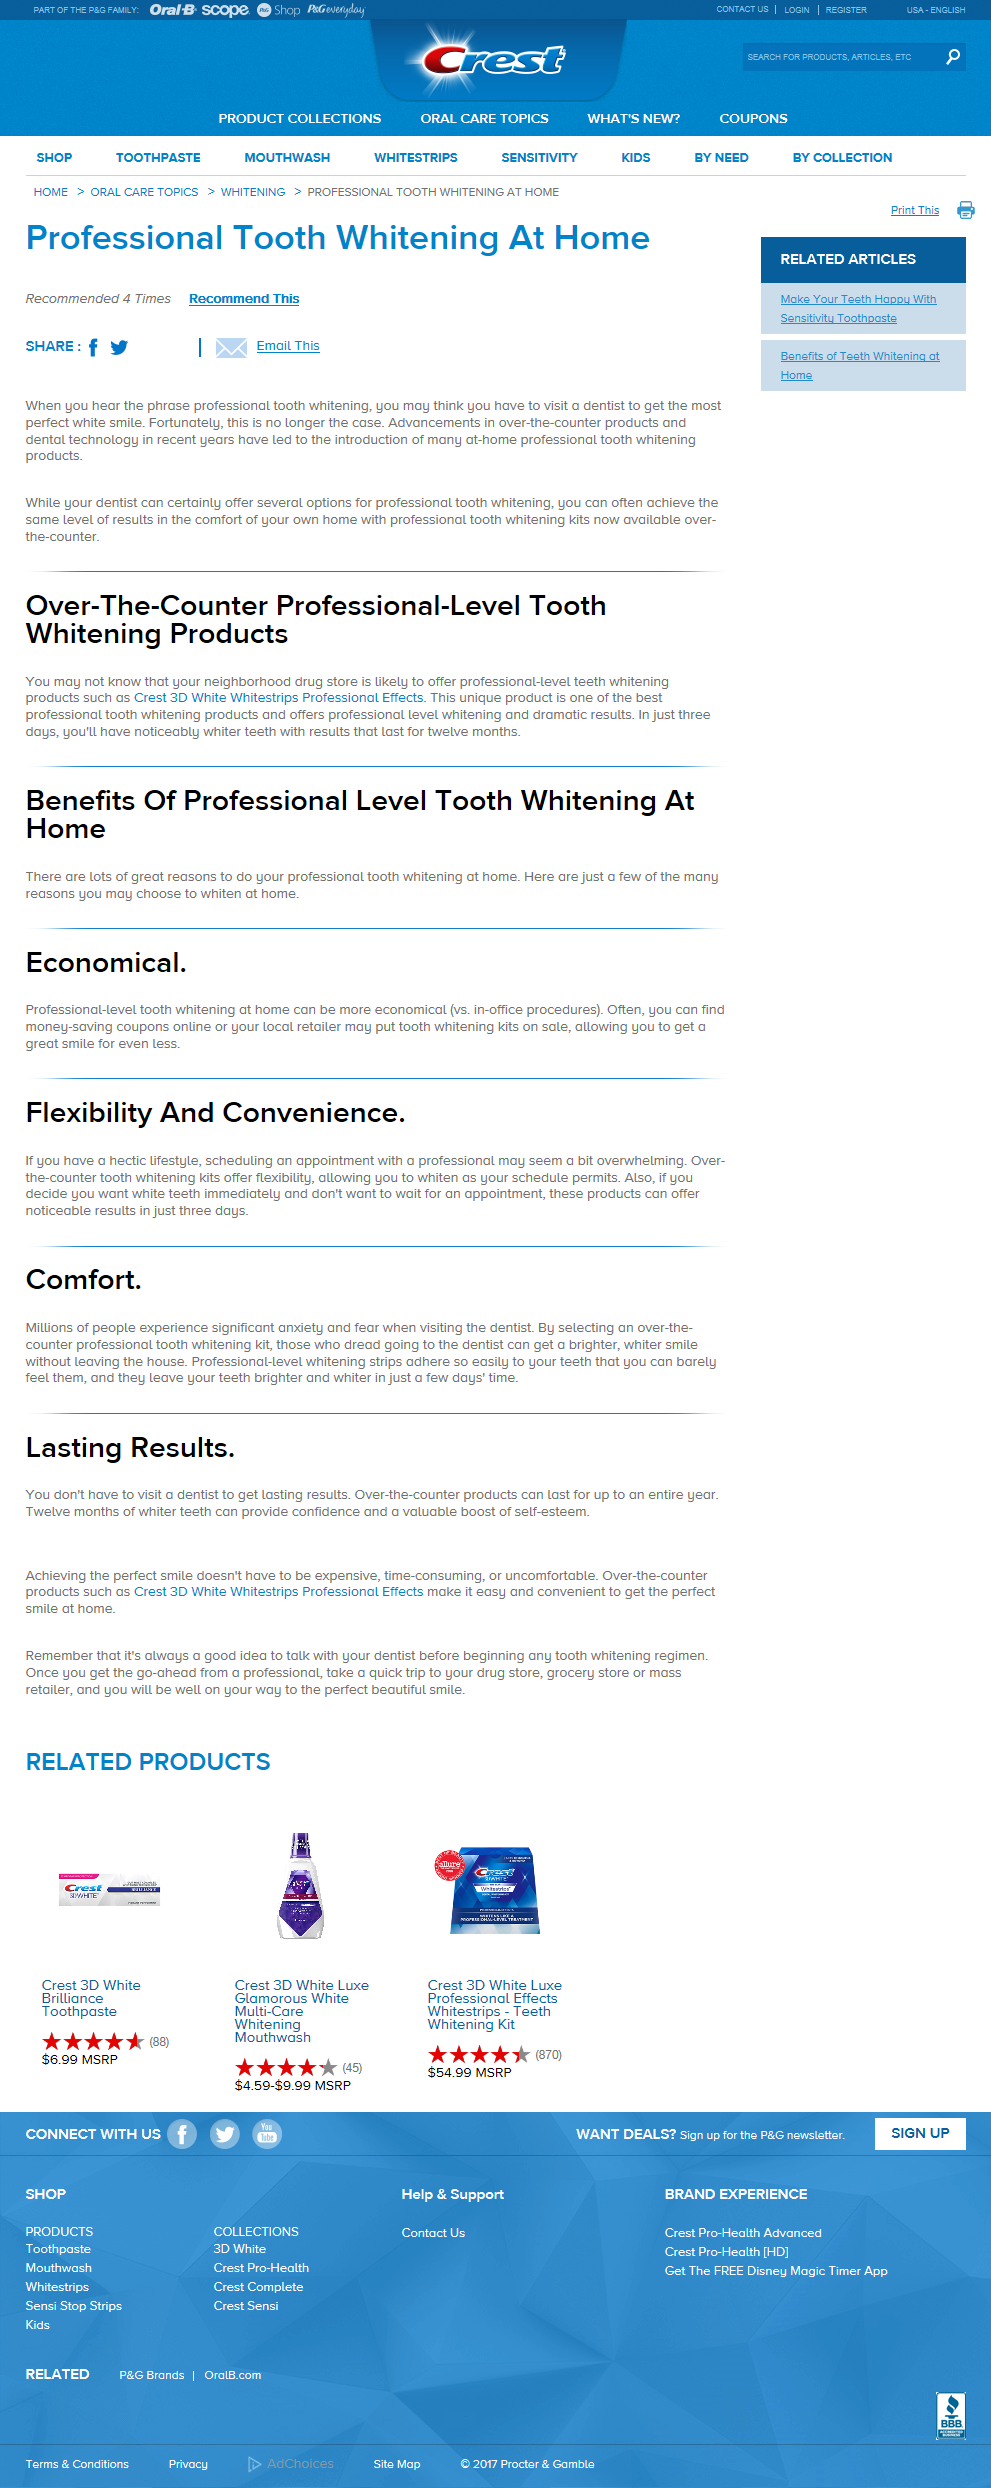 PART OF THE P&G FAMILY: Oral-B scope P&G Shop P&G everyday
CONTACT US | LOGIN | REGISTER USA - ENGLISH
Crest
SEARCH FOR PRODUCTS, ARTICLES, ETC
PRODUCT COLLECTIONS ORAL CARE TOPICS WHAT'S NEW? COUPONS
SHOP TOOTHPASTE MOUTHWASH WHITESTRIPS SENSITIVITY KIDS BY NEED BY COLLECTION
HOME > ORAL CARE TOPICS > WHITENING > PROFESSIONAL TOOTH WHITENING AT HOME
Print This
Professional Tooth Whitening At Home
RELATED ARTICLES
Make Your Teeth Happy With
Sensitivity Toothpaste
Benefits of Teeth Whitening at
Home
Recommended 4 Times Recommend This
SHARE : | Email This
When you hear the phrase professional tooth whitening, you may think you have to visit a dentist to get the most
perfect white smile. Fortunately, this is no longer the case. Advancements in over-the-counter products and
dental technology in recent years have led to the introduction of many at-home professional tooth whitening
products.
While your dentist can certainly offer several options for professional tooth whitening, you can often achieve the
same level of results in the comfort of your own home with professional tooth whitening kits now available over-
the-counter.
Over-The-Counter Professional-Level Tooth
Whitening Products
You may not know that your neighborhood drug store is likely to offer professional-level teeth whitening
products such as Crest 3D White Whitestrips Professional Effects. This unique product is one of the best
professional tooth whitening products and offers professional level whitening and dramatic results. In just three
days, you'll have noticeably whiter teeth with results that last for twelve months.
Benefits Of Professional Level Tooth Whitening At
Home
There are lots of great reasons to do your professional tooth whitening at home. Here are just a few of the many
reasons you may choose to whiten at home.
Economical.
Professional-level tooth whitening at home can be more economical (vs. in-office procedures). Often, you can find
money-saving coupons online or your local retailer may put tooth whitening kits on sale, allowing you to get a
great smile for even less.
Flexibility And Convenience.
If you have a hectic lifestyle, scheduling an appointment with a professional may seem a bit overwhelming. Over-
the-counter tooth whitening kits offer flexibility, allowing you to whiten as your schedule permits. Also, if you
decide you want white teeth immediately and don't want to wait for an appointment, these products can offer
noticeable results in just three days.
Comfort.
Millions of people experience significant anxiety and fear when visiting the dentist. By selecting an over-the-
counter professional tooth whitening kit, those who dread going to the dentist can get a brighter, whiter smile
without leaving the house. Professional-level whitening strips adhere so easily to your teeth that you can barely
feel them, and they leave your teeth brighter and whiter in just a few days' time.
Lasting Results.
You don't have to visit a dentist to get lasting results. Over-the-counter products can last for up to an entire year.
Twelve months of whiter teeth can provide confidence and a valuable boost of self-esteem.
Achieving the perfect smile doesn't have to be expensive, time-consuming, or uncomfortable. Over-the-counter
products such as Crest 3D White Whitestrips Professional Effects make it easy and convenient to get the perfect
smile at home.
Remember that it's always a good idea to talk with your dentist before beginning any tooth whitening regimen.
Once you get the go-ahead from a professional, take a quick trip to your drug store, grocery store or mass
retailer, and you will be well on your way to the perfect beautiful smile.
RELATED PRODUCTS
Crest
3D WHITE
BRILLIANCE
allure
Crest
3D WHITE
Whitestrips
WHITENS LIKE A
PROFESSIONAL-LEVEL TREATMENT
Crest 3D White
Brilliance
Toothpaste
(88)
$6.99 MSRP
Crest 3D White Luxe
Glamorous White
Multi-Care
Whitening
Mouthwash
(45)
$4.59-$9.99 MSRP
Crest 3D White Luxe
Professional Effects
Whitestrips - Teeth
Whitening Kit
(870)
$54.99 MSRP
CONNECT WITH US You Tube
WANT DEALS? Sign up for the P&G newsletter. SIGN UP
SHOP
PRODUCTS
Toothpaste
Mouthwash
Whitestrips
Sensi Stop Strips
Kids
COLLECTIONS
3D White
Crest Pro-Health
Crest Complete
Crest Sensi
Help & Support
Contact Us
BRAND EXPERIENCE
Crest Pro-Health Advanced
Crest Pro-Health [HD]
Get The FREE Disney Magic Timer App
RELATED P&G Brands | OralB.com
BBB
ACCREDITED
BUSINESS
Terms & Conditions Privacy AdChoices Site Map © 2017 Procter & Gamble